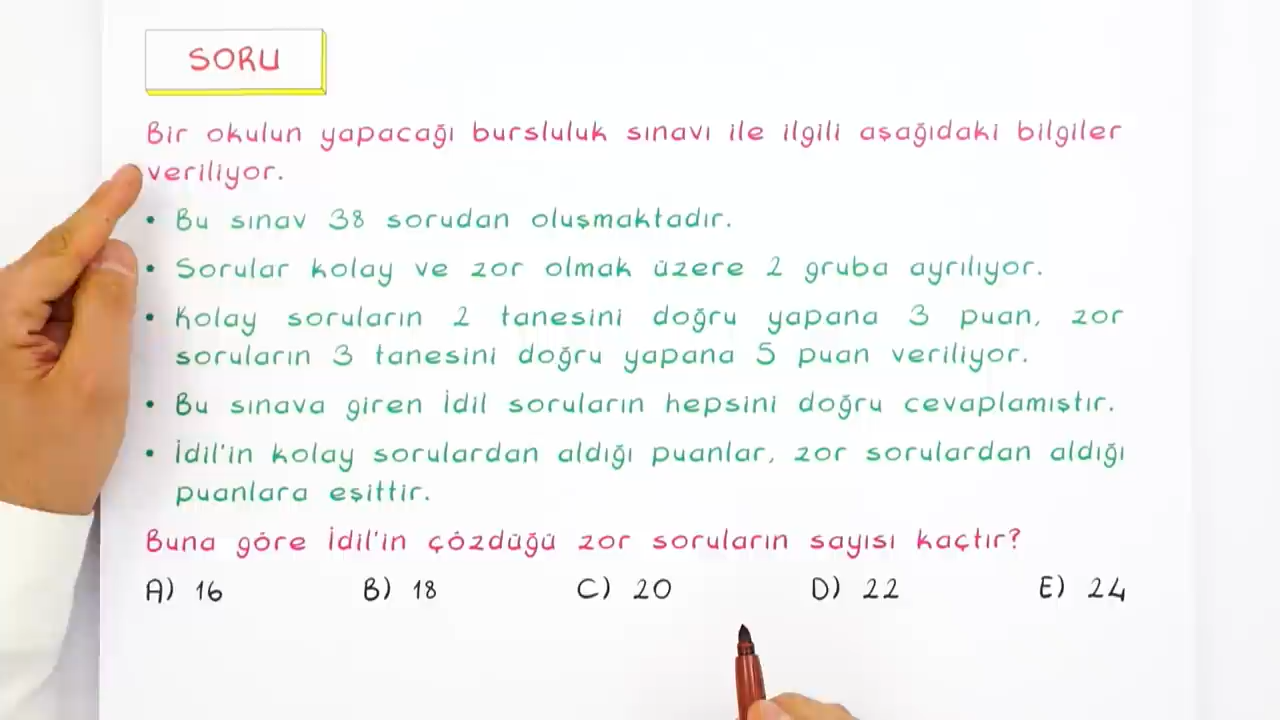 SORU
Bir okulun yapacağı bursluluk sınavı ile ilgili aşağıdaki bilgiler
veriliyor.
• Bu sınav 38 sorudan oluşmaktadır.
• Sorular kolay ve zor olmak üzere 2 gruba ayrılıyor.
• Kolay soruların 2 tanesini doğru yapana 3 puan, zor
soruların 3 tanesini doğru yapana 5 puan veriliyor.
• Bu sınava giren İdil soruların hepsini doğru cevaplamıştır.
• İdil'in kolay sorulardan aldığı puanlar, zor sorulardan aldığı
puanlara eşittir.
Buna göre İdil'in çözdüğü zor soruların sayısı kaçtır?
A) 16 B) 18 C) 20 D) 22 E) 24